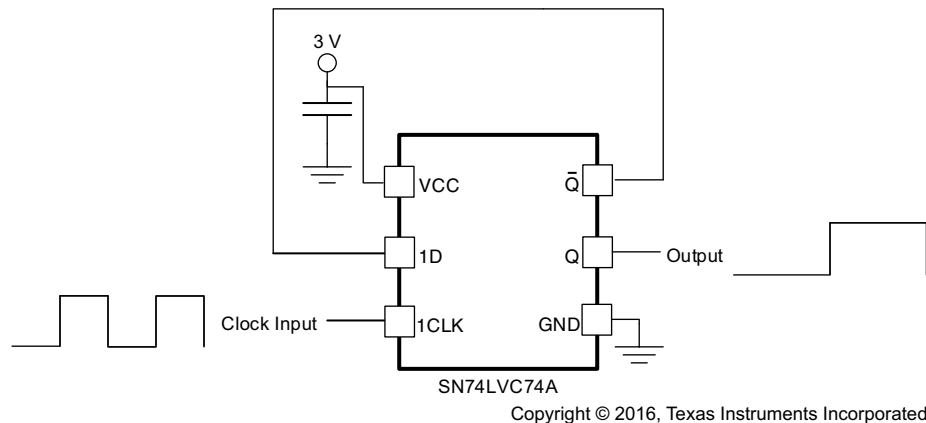 3 V
VCC
Q̅
1D
Q
Output
Clock Input
1CLK
GND
SN74LVC74A
Copyright © 2016, Texas Instruments Incorporated